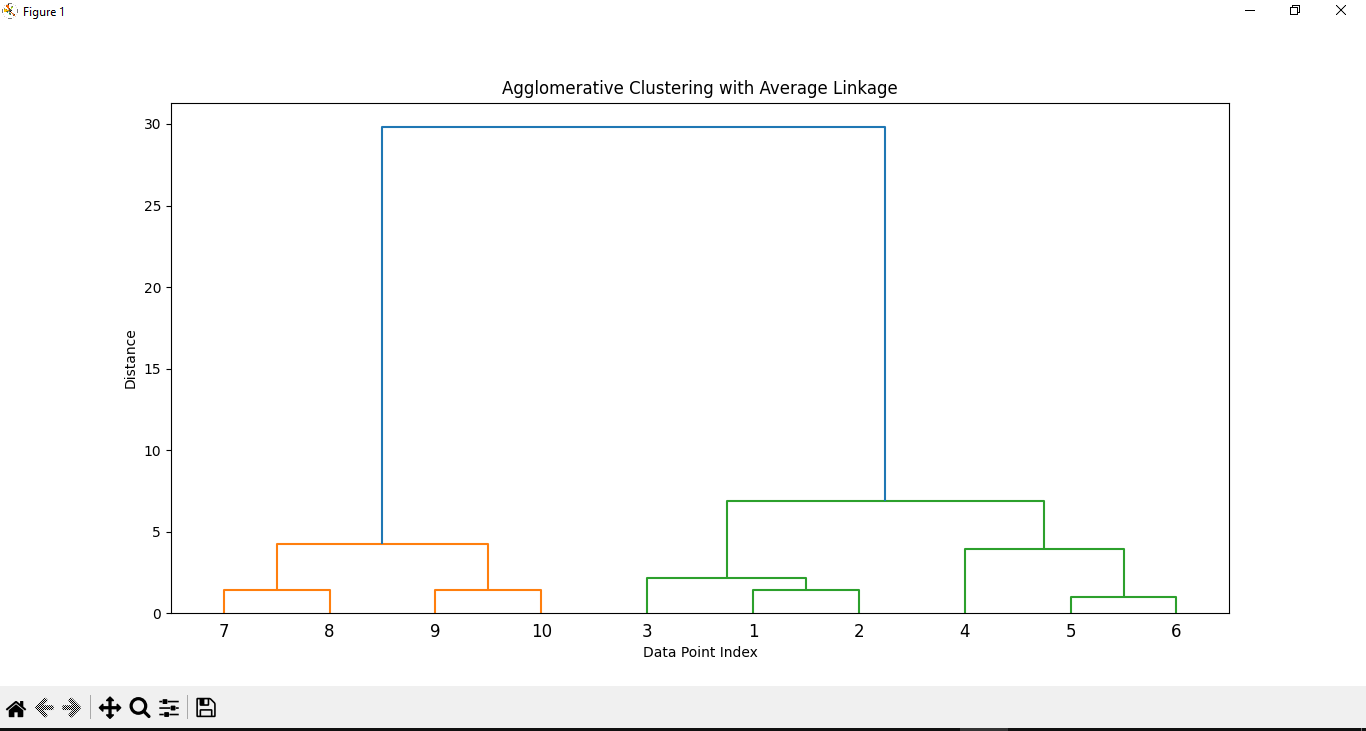 Figure 1
Agglomerative Clustering with Average Linkage
30
25
20
15
10
5
0
Distance
7 8 9 10 3 1 2 4 5 6
Data Point Index